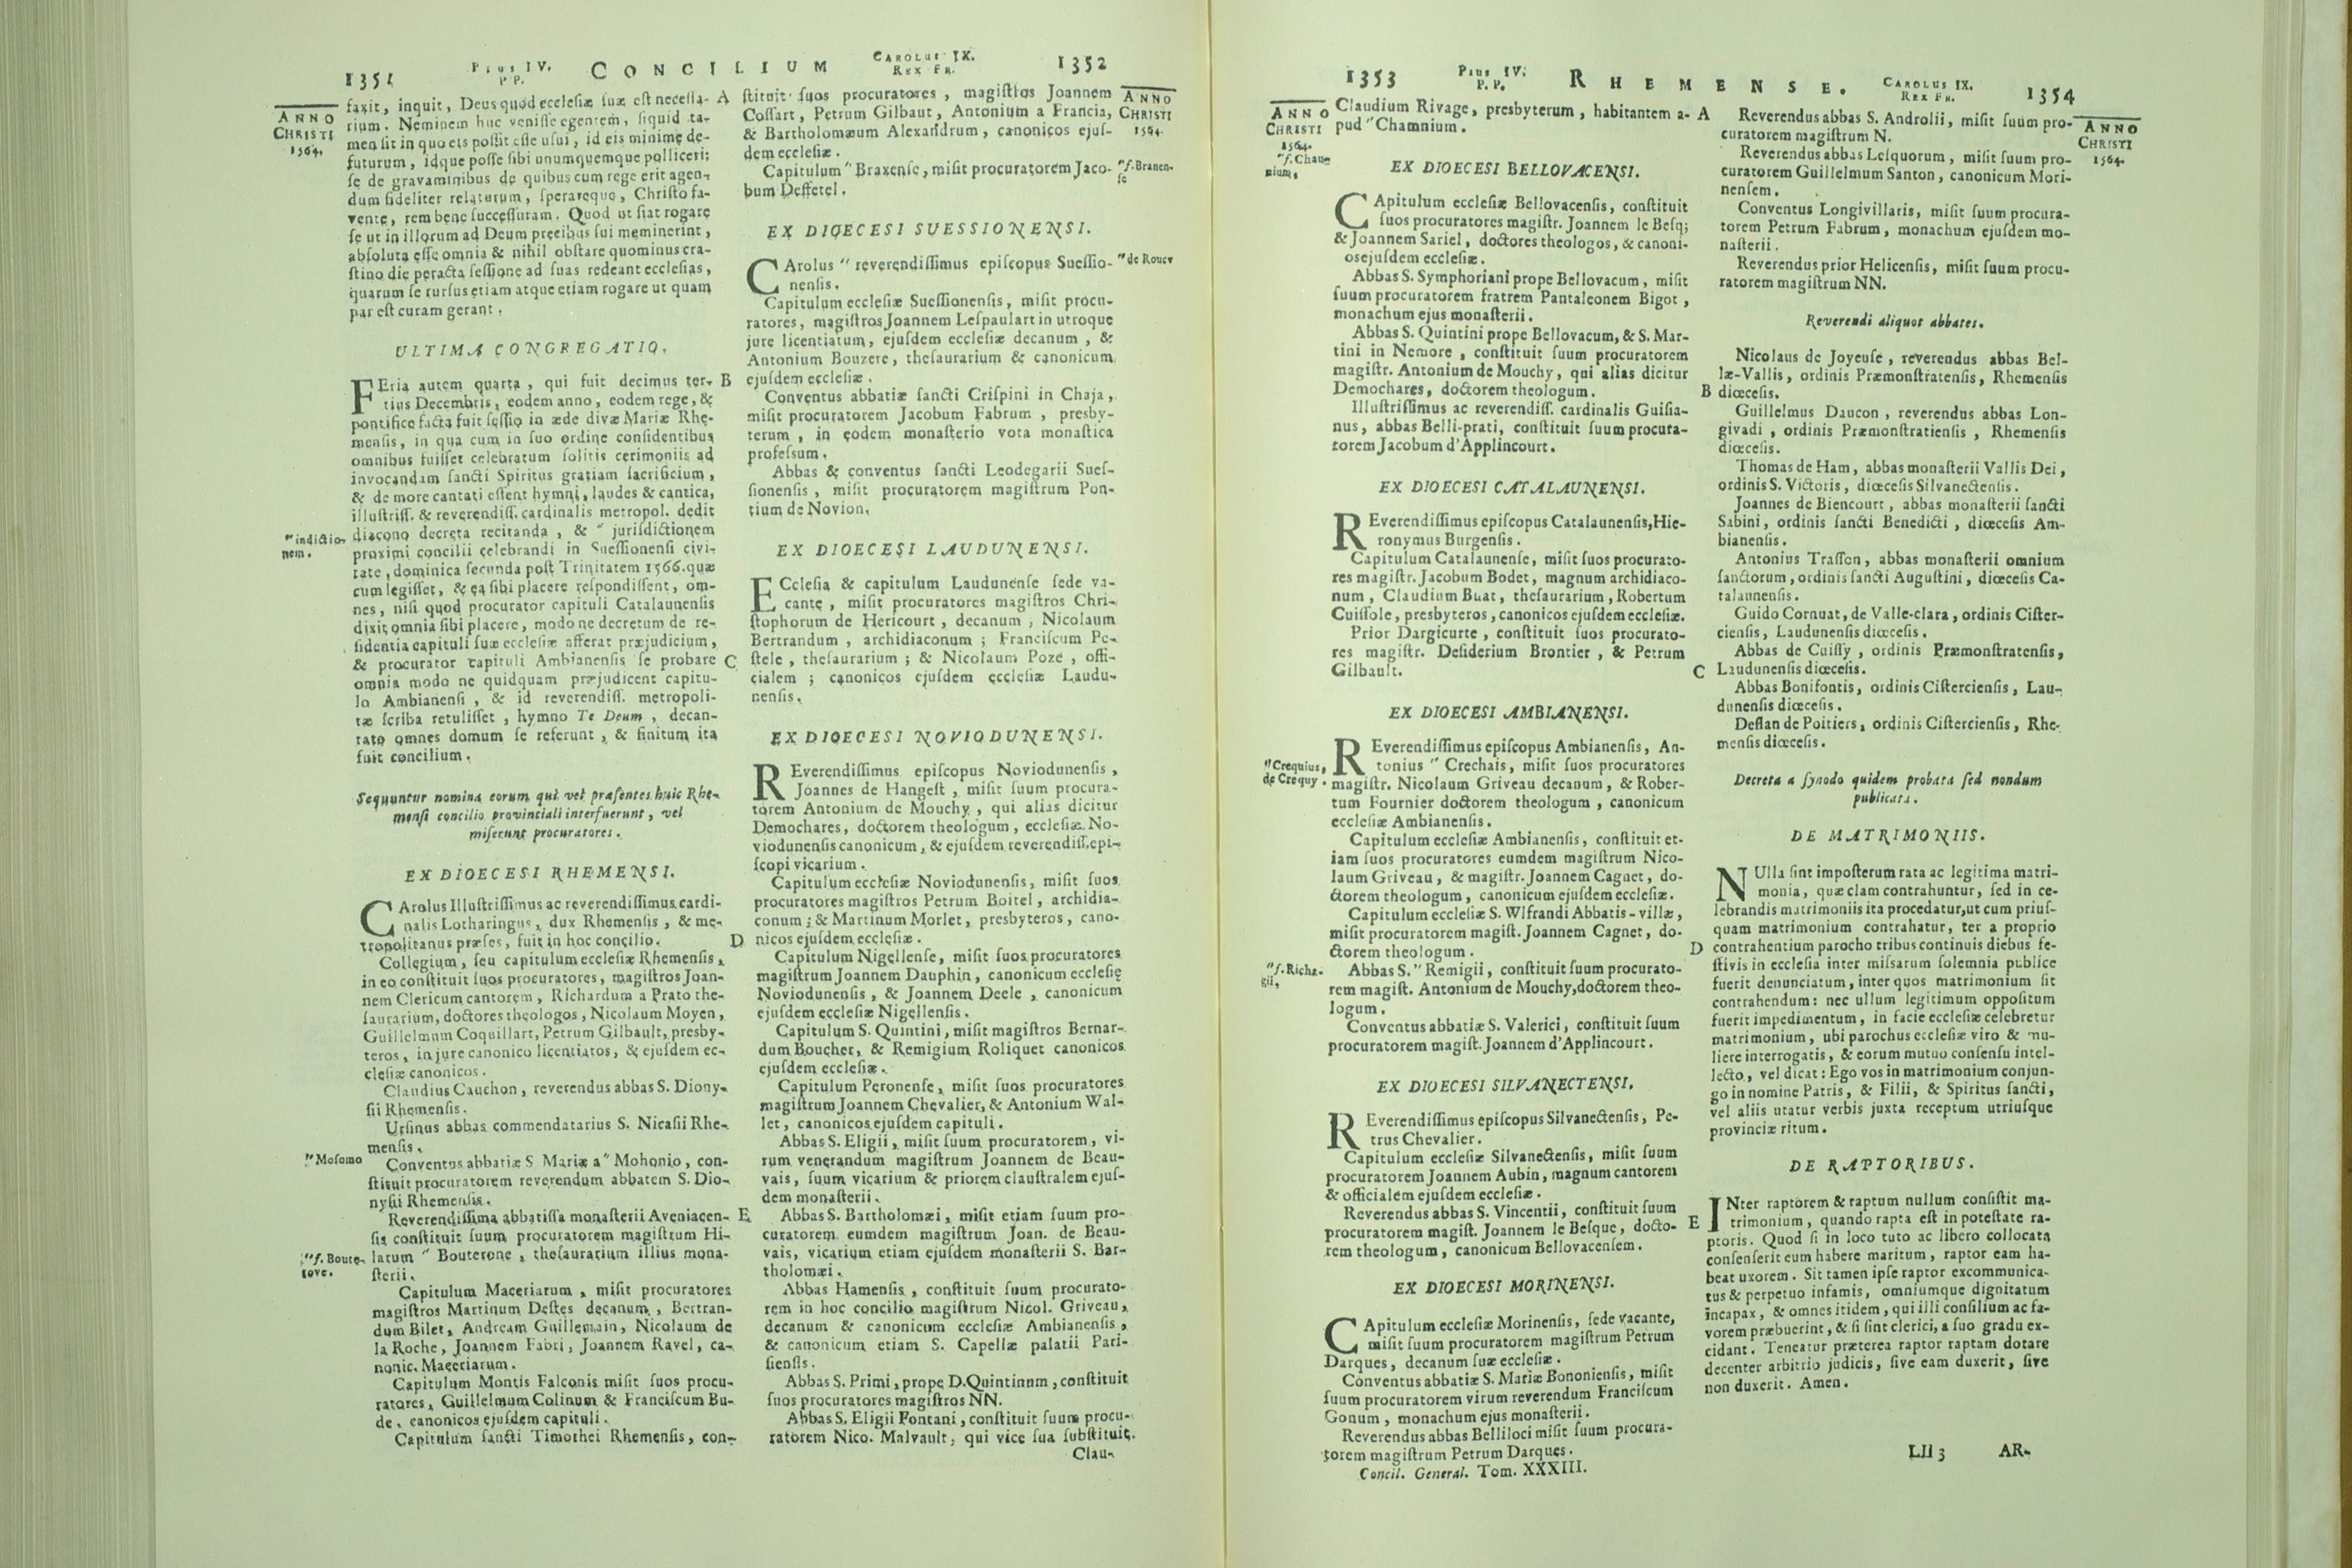 1351
Pius IV.
P P.
CONCILIUM
CAROLUS IX.
REX FR.
1352
ANNO
CHRISTI
1564.
faxit, inquit, Deus quod ecclesiæ suæ est necessa- A
rium. Neminem huc venisse egentem, siquid ta-
men sit in quo eis possit esse usui, id eis minime de-
futurum, idque posse sibi unumquemque polliceri;
se de gravaminibus de quibus cum rege erit agen-
dum fideliter relaturum, sperareque, Christo fa-
vente, rem bene successuram. Quod ut fiat rogare
se ut in illorum ad Deum precibus sui meminerint,
absoluta esse omnia & nihil obstare quominus cra-
stino die peracta sessione ad suas redeant ecclesias,
quarum se rursus etiam atque etiam rogare ut quam
par est curam gerant.
ULTIMA CONGREGATIO.
FEria autem quarta, qui fuit decimus ter- B
tius Decembris, eodem anno, eodem rege, &
pontifice facta fuit sessio in æde divæ Mariæ Rhe-
mensis, in qua cum in suo ordine considentibus
omnibus fuisset celebratum solitis cerimoniis ad
invocandam sancti Spiritus gratiam sacrificium,
& de more cantati essent hymni, laudes & cantica,
illustriss. & reverendiss. cardinalis metropol. dedit
diacono decreta recitanda, & " jurisdictionem
"indictio-
nem.
proximi concilii celebrandi in Suessionensi civi-
tate, dominica secunda post Trinitatem 1566. quæ
cum legisset, & ea sibi placere respondissent, om-
nes, nisi quod procurator capituli Catalaunensis
dixit omnia sibi placere, modo ne decretum de re-
sidentia capituli suæ ecclesiæ afferat præjudicium,
& procurator capituli Ambianensis se probare C
omnia modo ne quidquam præjudicent capitu-
lo Ambianensi, & id reverendiss. metropoli-
tæ scriba retulisset, hymno Te Deum, decan-
tato omnes domum se referunt, & finitum ita
fuit concilium.
Sequuntur nomina eorum qui vel præsentes huic Rhe-
mensi concilio provinciali interfuerunt, vel
miserunt procuratores.
EX DIOECESI RHEMENSI.
CArolus Illustrissimus ac reverendissimus cardi-
nalis Lotharingus, dux Rhemensis, & me-
tropolitanus præses, fuit in hoc concilio. D
Collegium, seu capitulum ecclesiæ Rhemensis,
in eo constituit suos procuratores, magistros Joan-
nem Clericum cantorem, Richardum a Prato the-
saurarium, doctores theologos, Nicolaum Moyen,
Guillelmum Coquillart, Petrum Gilbault, presby-
teros, in jure canonico licentiatos, & ejusdem ec-
clesiæ canonicos.
Claudius Cauchon, reverendus abbas S. Diony-
sii Rhemensis.
Ursinus abbas commendatarius S. Nicasii Rhe-
mensis.
"Mosomo
Conventus abbatiæ S Mariæ a " Mohonio, con-
stituit procuratorem reverendum abbatem S. Dio-
nysii Rhemensis.
Reverendissima abbatissa monasterii Aveniacen- E
sis constituit suum procuratorem magistrum Hi-
"f. Boute-
rove.
larum " Bouterone, thesaurarium illius mona-
sterii.
Capitulum Maceriarum, misit procuratores
magistros Martinum Destes decanum, Bertran-
dum Bilet, Andream Guillemain, Nicolaum de
la Roche, Joannem Fabri, Joannem Ravel, ca-
nonic. Maceriarum.
Capitulum Montis Falconis misit suos procu-
ratores, Guillelmum Colinum & Franciscum Bu-
de, canonicos ejusdem capituli.
Capitulum sancti Timothei Rhemensis, con-
stituit suos procuratores, magistros Joannem
Cossart, Petrum Gilbaut, Antonium a Francia,
& Bartholomæum Alexandrum, canonicos ejus-
dem ecclesiæ.
ANNO
CHRISTI
1564.
Capitulum " Braxense, misit procuratorem Jaco-
bum Deffetel.
"f. Branen-
se
EX DIOECESI SUESSIONENSI.
CArolus " reverendissimus episcopus Suessio-
nensis.
"de Roucy
Capitulum ecclesiæ Suessionensis, misit procu-
ratores, magistros Joannem Lespaulart in utroque
jure licentiatum, ejusdem ecclesiæ decanum, &
Antonium Bouzere, thesaurarium & canonicum
ejusdem ecclesiæ.
Conventus abbatiæ sancti Crispini in Chaja,
misit procuratorem Jacobum Fabrum, presby-
terum, in eodem monasterio vota monastica
professum.
Abbas & conventus sancti Leodegarii Sues-
sionensis, misit procuratorem magistrum Pon-
tium de Novion.
EX DIOECESI LAUDUNENSI.
ECclesia & capitulum Laudunense sede va-
cante, misit procuratores magistros Chri-
stophorum de Hericourt, decanum; Nicolaum
Bertrandum, archidiaconum; Franciscum Pe-
stele, thesaurarium; & Nicolaum Poze, offi-
cialem; canonicos ejusdem ecclesiæ Laudu-
nensis.
EX DIOECESI NOVIODUNENSI.
REverendissimus episcopus Noviodunensis,
Joannes de Hangest, misit suum procura-
torem Antonium de Mouchy, qui alias dicitur
Demochares, doctorem theologum, ecclesiæ No-
viodunensis canonicum, & ejusdem reverendiss. epi-
scopi vicarium.
Capitulum ecclesiæ Noviodunensis, misit suos
procuratores magistros Petrum Boitel, archidia-
conum; & Martinum Morlet, presbyteros, cano-
nicos ejusdem ecclesiæ.
Capitulum Nigellense, misit suos procuratores
magistrum Joannem Dauphin, canonicum ecclesiæ
Noviodunensis, & Joannem Deele, canonicum
ejusdem ecclesiæ Nigellensis.
Capitulum S. Quintini, misit magistros Bernar-
dum Boucher, & Remigium Roliquet canonicos
ejusdem ecclesiæ.
Capitulum Peronense, misit suos procuratores
magistrum Joannem Chevalier, & Antonium Wal-
let, canonicos ejusdem capituli.
Abbas S. Eligii, misit suum procuratorem, vi-
rum venerandum magistrum Joannem de Beau-
vais, suum vicarium & priorem claustralem ejus-
dem monasterii.
Abbas S. Bartholomæi, misit etiam suum pro-
curatorem eumdem magistrum Joan. de Beau-
vais, vicarium etiam ejusdem monasterii S. Bar-
tholomæi.
Abbas Hamensis, constituit suum procurato-
rem in hoc concilio magistrum Nicol. Griveau,
decanum & canonicum ecclesiæ Ambianensis,
& canonicum etiam S. Capellæ palatii Pari-
siensis.
Abbas S. Primi, prope D. Quintinum, constituit
suos procuratores magistros NN.
Abbas S. Eligii Fontani, constituit suum procu-
ratorem Nico. Malvault, qui vice sua substituit
Clau-
1353
Pius IV.
P. P.
RHEMENSE.
CAROLUS IX.
REX FR.
1354
ANNO
CHRISTI
1564.
"f. Chau-
nium.
Claudium Rivage, presbyterum, habitantem a- A
pud " Chamnium.
EX DIOECESI BELLOVACENSI.
CApitulum ecclesiæ Bellovacensis, constituit
suos procuratores magistr. Joannem le Besq;
& Joannem Sariel, doctores theologos, & canoni-
cos ejusdem ecclesiæ.
Abbas S. Symphoriani prope Bellovacum, misit
suum procuratorem fratrem Pantaleonem Bigot,
monachum ejus monasterii.
Abbas S. Quintini prope Bellovacum, & S. Mar-
tini in Nemore, constituit suum procuratorem
magistr. Antonium de Mouchy, qui alias dicitur
Demochares, doctorem theologum. B
Illustrissimus ac reverendiss. cardinalis Guisia-
nus, abbas Belli-prati, constituit suum procura-
torem Jacobum d'Applincourt.
EX DIOECESI CATALAUNENSI.
REverendissimus episcopus Catalaunensis, Hie-
ronymus Burgensis.
Capitulum Catalaunense, misit suos procurato-
res magistr. Jacobum Bodet, magnum archidiaco-
num, Claudium Buat, thesaurarium, Robertum
Cuissole, presbyteros, canonicos ejusdem ecclesiæ.
Prior Dargicurte, constituit suos procurato-
res magistr. Desiderium Brontier, & Petrum
Gilbault. C
EX DIOECESI AMBIANENSI.
"Crequius,
de Crequy.
REverendissimus episcopus Ambianensis, An-
tonius " Crechais, misit suos procuratores
magistr. Nicolaum Griveau decanum, & Rober-
tum Fournier doctorem theologum, canonicum
ecclesiæ Ambianensis.
Capitulum ecclesiæ Ambianensis, constituit et-
iam suos procuratores eumdem magistrum Nico-
laum Griveau, & magistr. Joannem Cagnet, do-
ctorem theologum, canonicum ejusdem ecclesiæ.
Capitulum ecclesiæ S. Wlfrandi Abbatis-villæ,
misit procuratorem magist. Joannem Cagnet, do-
ctorem theologum. D
"f. Richa-
gii,
Abbas S. " Remigii, constituit suum procurato-
rem magist. Antonium de Mouchy, doctorem theo-
logum.
Conventus abbatiæ S. Valerici, constituit suum
procuratorem magist. Joannem d'Applincourt.
EX DIOECESI SILVANECTENSI.
REverendissimus episcopus Silvanectensis, Pe-
trus Chevalier.
Capitulum ecclesiæ Silvanectensis, misit suum
procuratorem Joannem Aubin, magnum cantorem
& officialem ejusdem ecclesiæ.
Reverendus abbas S. Vincentii, constituit suum
procuratorem magist. Joannem le Besque, docto- E
rem theologum, canonicum Bellovacensem.
EX DIOECESI MORINENSI.
CApitulum ecclesiæ Morinensis, sede vacante,
misit suum procuratorem magistrum Petrum
Darques, decanum suæ ecclesiæ.
Conventus abbatiæ S. Mariæ Bononiensis, misit
suum procuratorem virum reverendum Franciscum
Gonum, monachum ejus monasterii.
Reverendus abbas Belliloci misit suum procura-
torem magistrum Petrum Darques.
Concil. General. Tom. XXXIII.
Reverendus abbas S. Androlii, misit suum pro-
curatorem magistrum N.
ANNO
CHRISTI
1564.
Reverendus abbas Lesquorum, misit suum pro-
curatorem Guillelmum Santon, canonicum Mori-
nensem.
Conventus Longivillaris, misit suum procura-
torem Petrum Fabrum, monachum ejusdem mo-
nasterii.
Reverendus prior Helicensis, misit suum procu-
ratorem magistrum NN.
Reverendi aliquot abbates.
Nicolaus de Joyeuse, reverendus abbas Bel-
læ-Vallis, ordinis Præmonstratensis, Rhemensis
diœcesis.
Guillelmus Daucon, reverendus abbas Lon-
givadi, ordinis Præmonstratiensis, Rhemensis
diœcesis.
Thomas de Ham, abbas monasterii Vallis Dei,
ordinis S. Victoris, diœcesis Silvanectensis.
Joannes de Biencourt, abbas monasterii sancti
Sabini, ordinis sancti Benedicti, diœcesis Am-
bianensis.
Antonius Trasson, abbas monasterii omnium
sanctorum, ordinis sancti Augustini, diœcesis Ca-
talaunensis.
Guido Cornuat, de Valle-clara, ordinis Cister-
ciensis, Laudunensis diœcesis.
Abbas de Cuissy, ordinis Præmonstratensis,
Laudunensis diœcesis.
Abbas Bonifontis, ordinis Cisterciensis, Lau-
dunensis diœcesis.
Deflan de Poitiers, ordinis Cisterciensis, Rhe-
mensis diœcesis.
Decreta a synodo quidem probata sed nondum
publicata.
DE MATRIMONIIS.
NUlla sint imposterum rata ac legitima matri-
monia, quæ clam contrahuntur, sed in ce-
lebrandis matrimoniis ita procedatur, ut cum prius-
quam matrimonium contrahatur, ter a proprio
contrahentium parocho tribus continuis diebus fe-
stivis in ecclesia inter missarum solemnia publice
fuerit denunciatum, inter quos matrimonium sit
contrahendum: nec ullum legitimum oppositum
fuerit impedimentum, in facie ecclesiæ celebretur
matrimonium, ubi parochus ecclesiæ viro & mu-
liere interrogatis, & eorum mutuo consensu intel-
lecto, vel dicat: Ego vos in matrimonium conjun-
go in nomine Patris, & Filii, & Spiritus sancti,
vel aliis utatur verbis juxta receptum utriusque
provinciæ ritum.
DE RAPTORIBUS.
INter raptorem & raptum nullum consistit ma-
trimonium, quando rapta est in potestate ra-
ptoris. Quod si in loco tuto ac libero collocata
consenserit eum habere maritum, raptor eam ha-
beat uxorem. Sit tamen ipse raptor excommunica-
tus & perpetuo infamis, omniumque dignitatum
incapax, & omnes itidem, qui illi consilium ac fa-
vorem præbuerint, & si sint clerici, a suo gradu ex-
cidant. Teneatur præterea raptor raptam dotare
decenter arbitrio judicis, sive eam duxerit, sive
non duxerit. Amen.
LII 3
AR-